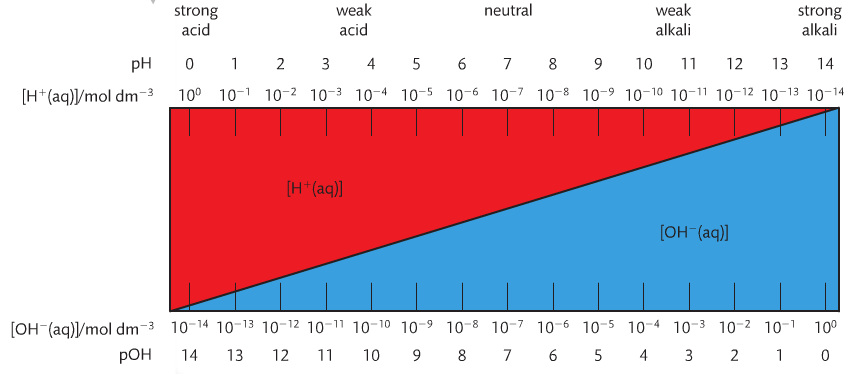 strong acid weak acid neutral weak alkali strong alkali
pH 0 1 2 3 4 5 6 7 8 9 10 11 12 13 14
[H⁺(aq)]/mol dm⁻³ 10⁰ 10⁻¹ 10⁻² 10⁻³ 10⁻⁴ 10⁻⁵ 10⁻⁶ 10⁻⁷ 10⁻⁸ 10⁻⁹ 10⁻¹⁰ 10⁻¹¹ 10⁻¹² 10⁻¹³ 10⁻¹⁴
[H⁺(aq)]
[OH⁻(aq)]
[OH⁻(aq)]/mol dm⁻³ 10⁻¹⁴ 10⁻¹³ 10⁻¹² 10⁻¹¹ 10⁻¹⁰ 10⁻⁹ 10⁻⁸ 10⁻⁷ 10⁻⁶ 10⁻⁵ 10⁻⁴ 10⁻³ 10⁻² 10⁻¹ 10⁰
pOH 14 13 12 11 10 9 8 7 6 5 4 3 2 1 0